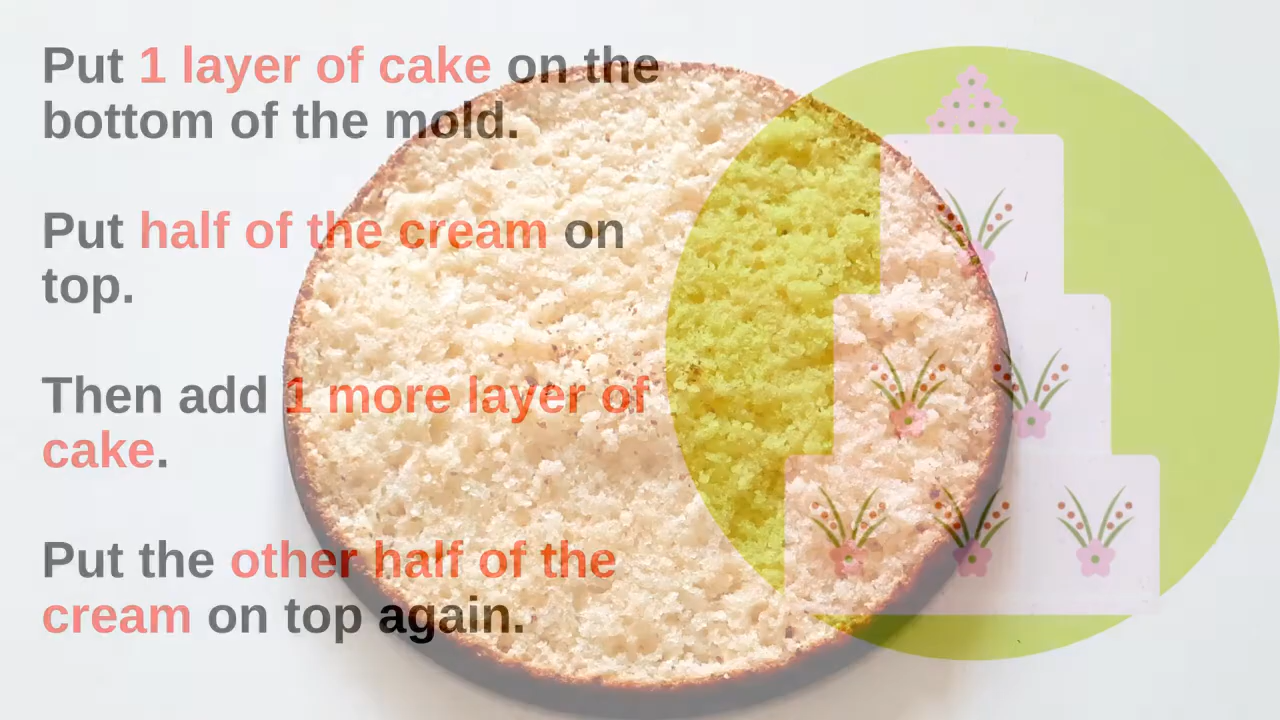 Put 1 layer of cake on the
bottom of the mold.
Put half of the cream on
top.
Then add 1 more layer of
cake.
Put the other half of the
cream on top again.